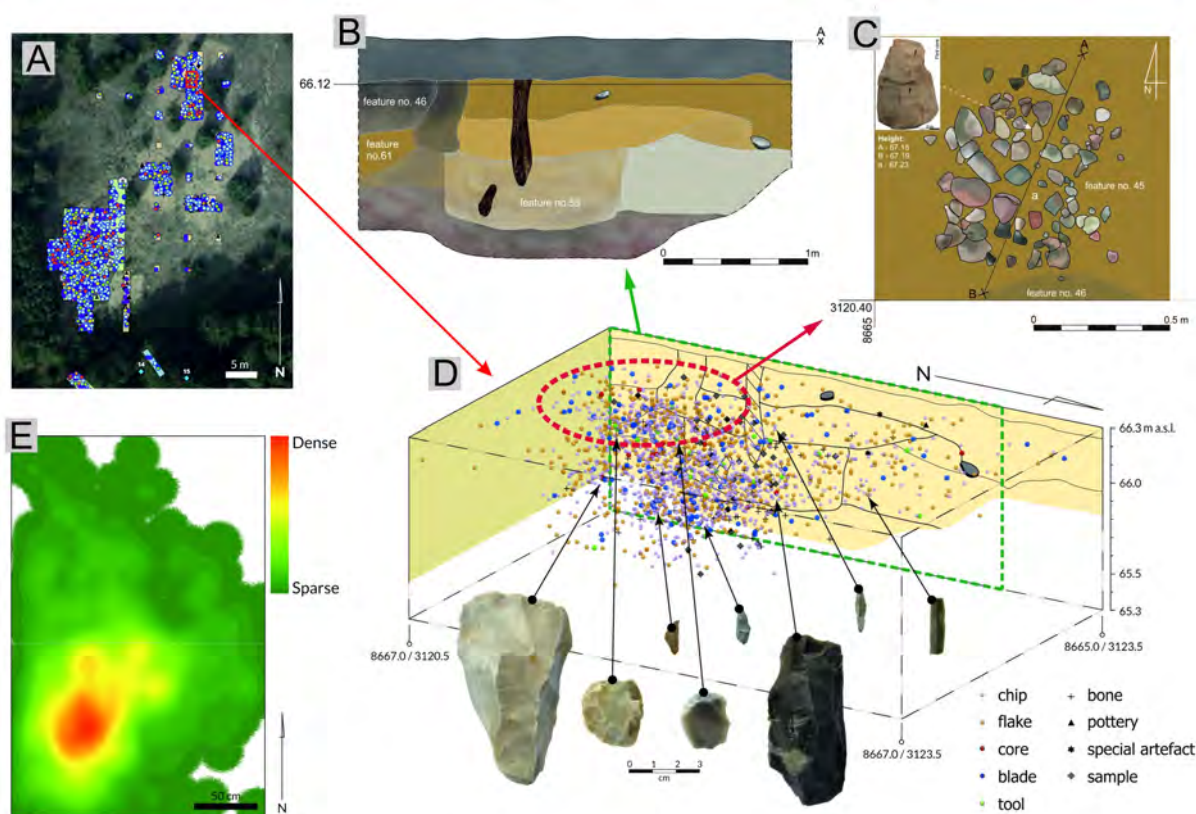 A
14
15
5 m
N
B
A
x
66.12
feature no. 46
feature
no.61
feature no.55
0
1m
C
Height:
A - 67.15
B - 67.19
a - 67.23
A
N
feature no. 45
a
B
feature no. 46
3120.40
8665
0
0.5 m
D
N
66.3 m a.s.l.
66.0
65.5
65.3
8667.0 / 3120.5
8665.0 / 3123.5
8667.0 / 3123.5
0 1 2 3
cm
chip
flake
core
blade
tool
bone
pottery
special artefact
sample
E
Dense
Sparse
50 cm
N